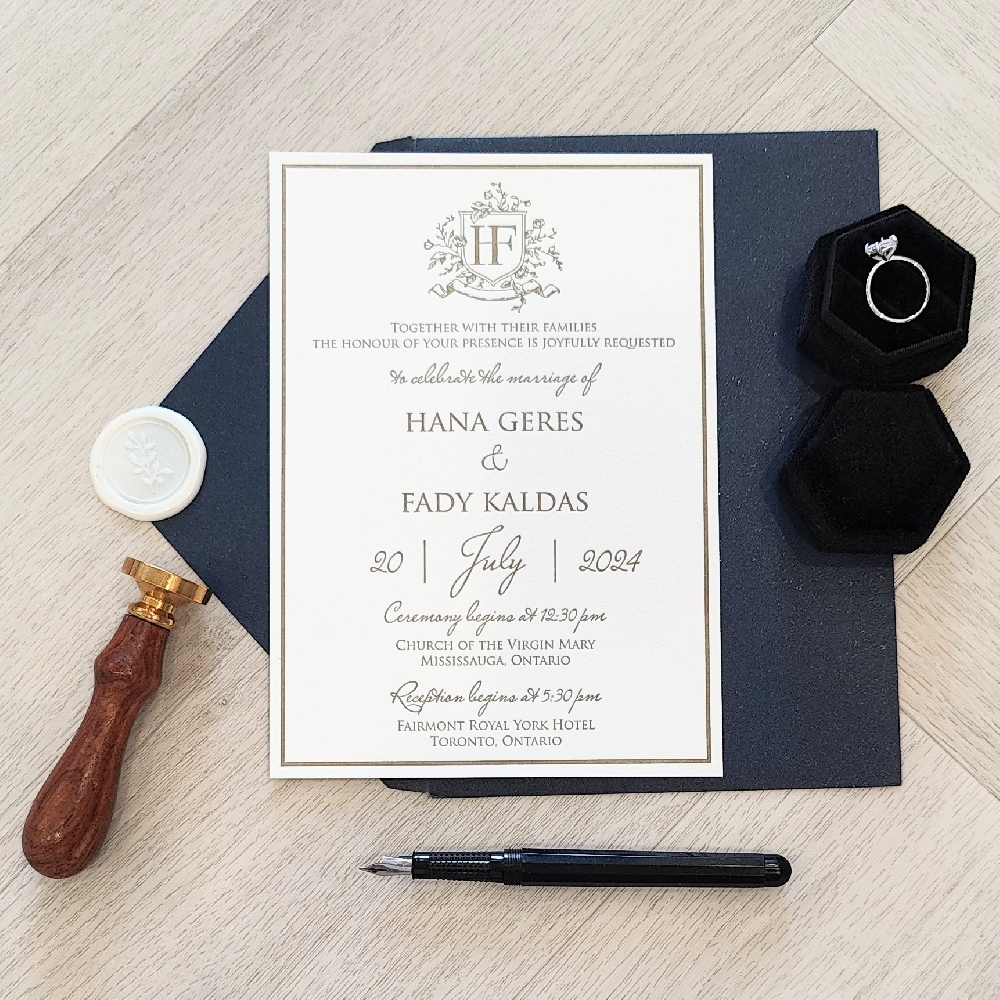 HF
TOGETHER WITH THEIR FAMILIES
THE HONOUR OF YOUR PRESENCE IS JOYFULLY REQUESTED
to celebrate the marriage of
HANA GERES
&
FADY KALDAS
20 | July | 2024
Ceremony begins at 12:30 pm
CHURCH OF THE VIRGIN MARY
MISSISSAUGA, ONTARIO
Reception begins at 5:30 pm
FAIRMONT ROYAL YORK HOTEL
TORONTO, ONTARIO